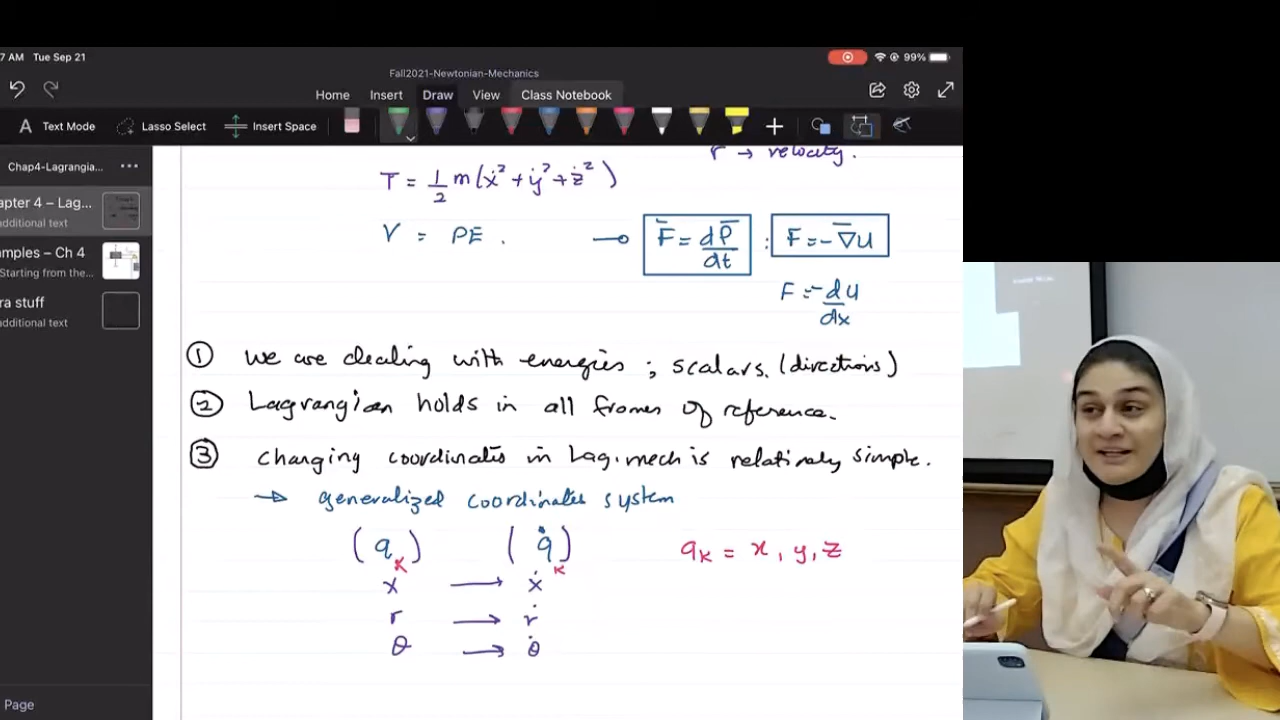 7 AM Tue Sep 21
99%
Fall2021-Newtonian-Mechanics
Home Insert Draw View Class Notebook
A Text Mode Lasso Select Insert Space
Chap4-Lagrangia...
apter 4 – Lag...
additional text
amples – Ch 4
Starting from the...
ra stuff
additional text
Page
ṙ → velocity.
T = 1/2 m(ẋ² + ẏ² + ż²)
V = PE .
F̄ = dP̄/dt : F = -∇̄U
F = -dU/dx
① We are dealing with energies ; scalars. (directions)
② Lagrangian holds in all frames of reference.
③ Changing coordinates in Lag. mech is relatively simple.
→ generalized coordinates system
(qₖ) (q̇ₖ) qₖ = x, y, z
x → ẋ
r → ṙ
θ → θ̇